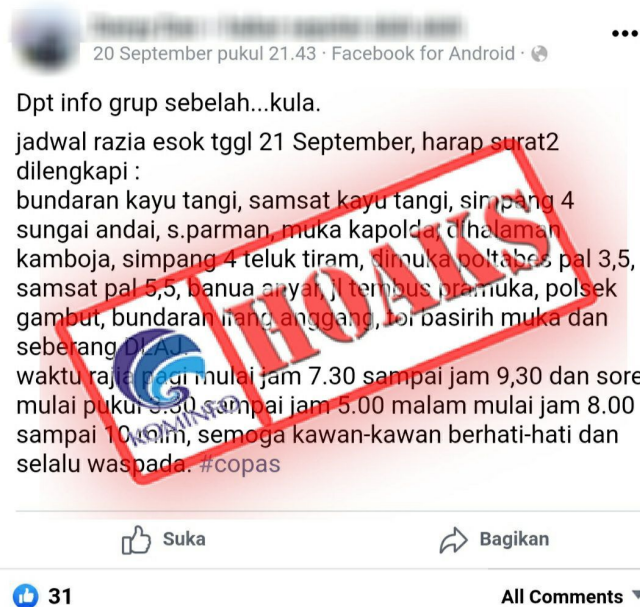 20 September pukul 21.43 · Facebook for Android ·
Dpt info grup sebelah...kula.
jadwal razia esok tggl 21 September, harap surat2
dilengkapi :
bundaran kayu tangi, samsat kayu tangi, simpang 4
sungai andai, s.parman, muka kapolda, dihalaman
kamboja, simpang 4 teluk tiram, dimuka poltabes pal 3,5,
samsat pal 5,5, banua anyar, jl tembus pramuka, polsek
gambut, bundaran liang anggang, tol basirih muka dan
seberang DLAJ.
waktu rajia pagi mulai jam 7.30 sampai jam 9,30 dan sore
mulai pukul 3.30 sampai jam 5.00 malam mulai jam 8.00
sampai semoga kawan-kawan berhati-hati dan
selalu waspada. #copas
HOAKS
KOMINFO
Suka
Bagikan
31
All Comments